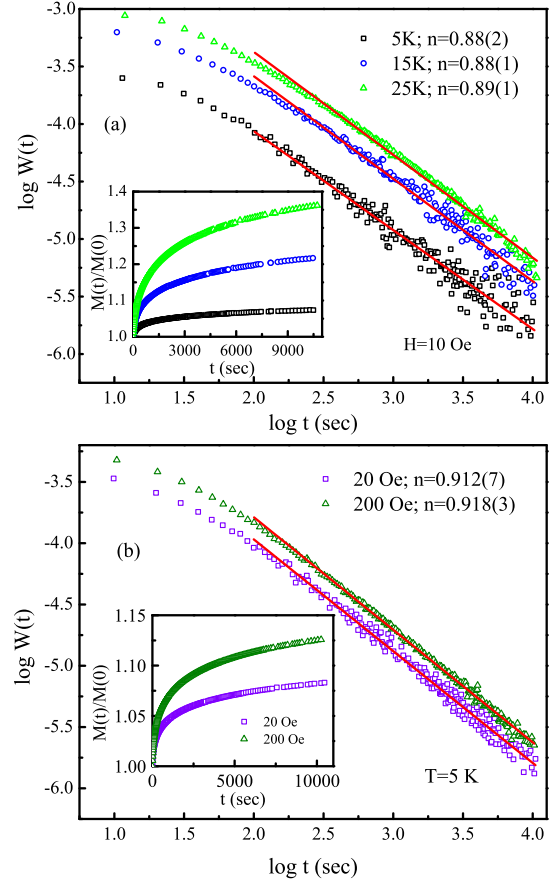 -3.0
-3.5
-4.0
-4.5
-5.0
-5.5
-6.0
log W(t)
(a)
5K; n=0.88(2)
15K; n=0.88(1)
25K; n=0.89(1)
1.4
1.3
1.2
1.1
1.0
M(t)/M(0)
0 3000 6000 9000
t (sec)
H=10 Oe
1.0 1.5 2.0 2.5 3.0 3.5 4.0
log t (sec)
-3.5
-4.0
-4.5
-5.0
-5.5
-6.0
log W(t)
(b)
20 Oe; n=0.912(7)
200 Oe; n=0.918(3)
1.15
1.10
1.05
1.00
M(t)/M(0)
20 Oe
200 Oe
0 5000 10000
t (sec)
T=5 K
1.0 1.5 2.0 2.5 3.0 3.5 4.0
log t (sec)